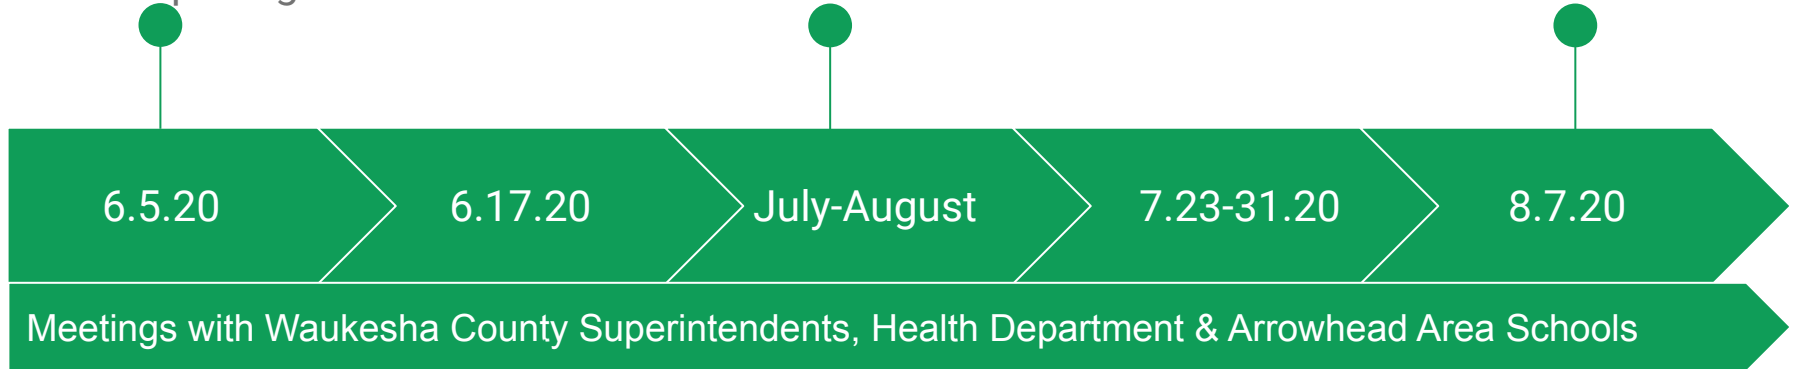 6.5.20
6.17.20
July-August
7.23-31.20
8.7.20
Meetings with Waukesha County Superintendents, Health Department & Arrowhead Area Schools